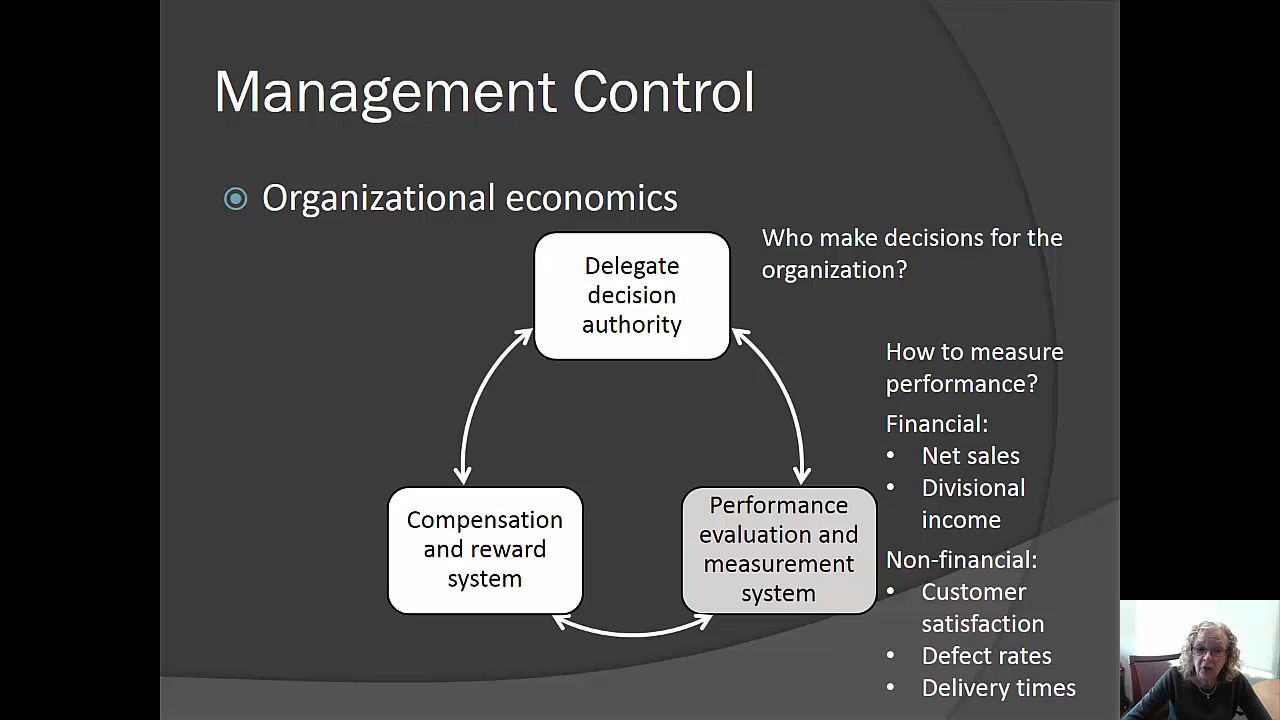 Management Control
Organizational economics
Delegate
decision
authority
Who make decisions for the
organization?
How to measure
performance?
Financial:
• Net sales
• Divisional
income
Non-financial:
• Customer
satisfaction
• Defect rates
• Delivery times
Performance
evaluation and
measurement
system
Compensation
and reward
system